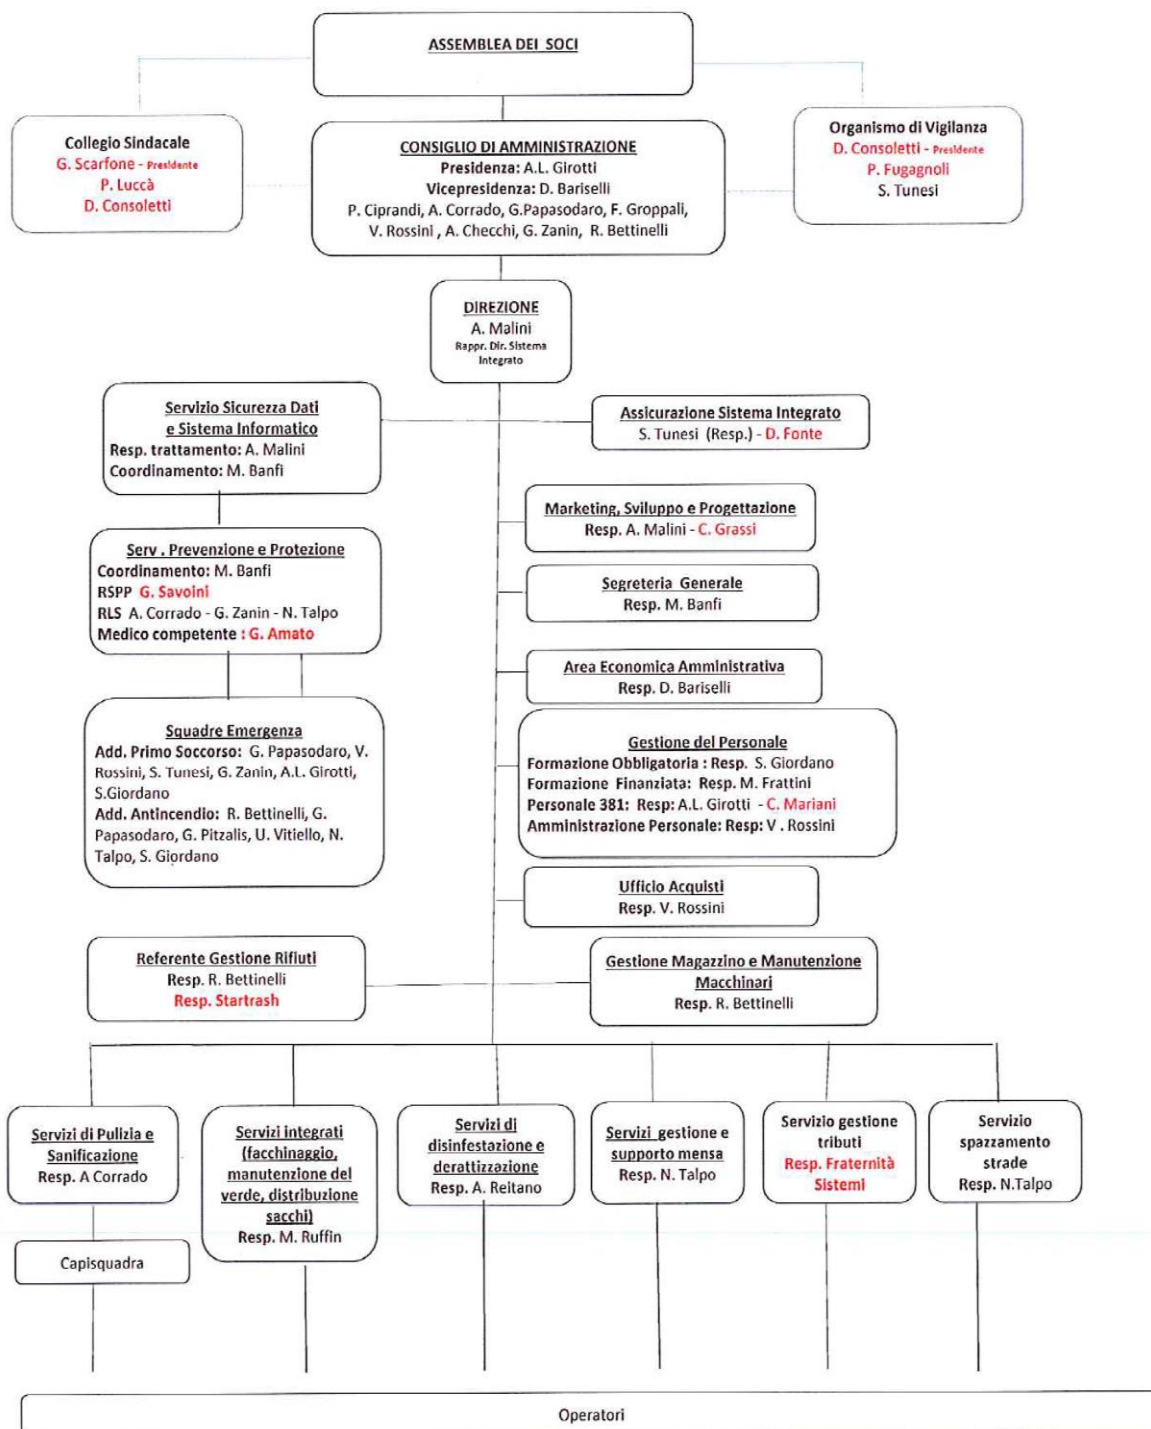 ASSEMBLEA DEI SOCI
Collegio Sindacale
G. Scarfone - Presidente
P. Luccà
D. Consoletti
CONSIGLIO DI AMMINISTRAZIONE
Presidenza: A.L. Girotti
Vicepresidenza: D. Bariselli
P. Ciprandi, A. Corrado, G.Papasodaro, F. Groppali,
V. Rossini , A. Checchi, G. Zanin, R. Bettinelli
Organismo di Vigilanza
D. Consoletti - Presidente
P. Fugagnoli
S. Tunesi
DIREZIONE
A. Malini
Rappr. Dir. Sistema
Integrato
Servizio Sicurezza Dati
e Sistema Informatico
Resp. trattamento: A. Malini
Coordinamento: M. Banfi
Assicurazione Sistema Integrato
S. Tunesi (Resp.) - D. Fonte
Marketing, Sviluppo e Progettazione
Resp. A. Malini - C. Grassi
Serv . Prevenzione e Protezione
Coordinamento: M. Banfi
RSPP G. Savoini
RLS A. Corrado - G. Zanin - N. Talpo
Medico competente : G. Amato
Segreteria Generale
Resp. M. Banfi
Area Economica Amministrativa
Resp. D. Bariselli
Squadre Emergenza
Add. Primo Soccorso: G. Papasodaro, V.
Rossini, S. Tunesi, G. Zanin, A.L. Girotti,
S.Giordano
Add. Antincendio: R. Bettinelli, G.
Papasodaro, G. Pitzalis, U. Vitiello, N.
Talpo, S. Giordano
Gestione del Personale
Formazione Obbligatoria : Resp. S. Giordano
Formazione Finanziata: Resp. M. Frattini
Personale 381: Resp: A.L. Girotti - C. Mariani
Amministrazione Personale: Resp: V . Rossini
Ufficio Acquisti
Resp. V. Rossini
Referente Gestione Rifiuti
Resp. R. Bettinelli
Resp. Startrash
Gestione Magazzino e Manutenzione
Macchinari
Resp. R. Bettinelli
Servizi di Pulizia e
Sanificazione
Resp. A Corrado
Servizi integrati
(facchinaggio,
manutenzione del
verde, distribuzione
sacchi)
Resp. M. Ruffin
Servizi di
disinfestazione e
derattizzazione
Resp. A. Reitano
Servizi gestione e
supporto mensa
Resp. N. Talpo
Servizio gestione
tributi
Resp. Fraternità
Sistemi
Servizio
spazzamento
strade
Resp. N.Talpo
Capisquadra
Operatori